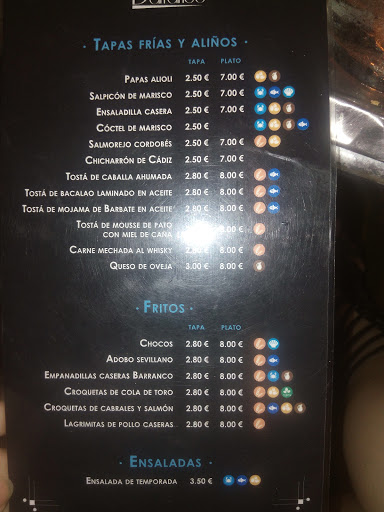 · TAPAS FRÍAS Y ALIÑOS ·
TAPA PLATO
PAPAS ALIOLI 2.50 € 7.00 €
SALPICÓN DE MARISCO 2.50 € 7.00 €
ENSALADILLA CASERA 2.50 € 7.00 €
CÓCTEL DE MARISCO 2.50 €
SALMOREJO CORDOBÉS 2.50 € 7.00 €
CHICHARRÓN DE CÁDIZ 2.50 € 7.00 €
TOSTÁ DE CABALLA AHUMADA 2.80 € 8.00 €
TOSTÁ DE BACALAO LAMINADO EN ACEITE 2.80 € 8.00 €
TOSTÁ DE MOJAMA DE BARBATE EN ACEITE 2.80 € 8.00 €
TOSTÁ DE MOUSSE DE PATO
CON MIEL DE CAÑA 8.00 €
CARNE MECHADA AL WHISKY 2.80 € 8.00 €
QUESO DE OVEJA 3.00 € 8.00 €
· FRITOS ·
TAPA PLATO
CHOCOS 2.80 € 8.00 €
ADOBO SEVILLANO 2.80 € 8.00 €
EMPANADILLAS CASERAS BARRANCO 2.80 € 8.00 €
CROQUETAS DE COLA DE TORO 2.80 € 8.00 €
CROQUETAS DE CABRALES Y SALMÓN 2.80 € 8.00 €
LAGRIMITAS DE POLLO CASERAS 2.80 € 8.00 €
· ENSALADAS ·
ENSALADA DE TEMPORADA 3.50 €